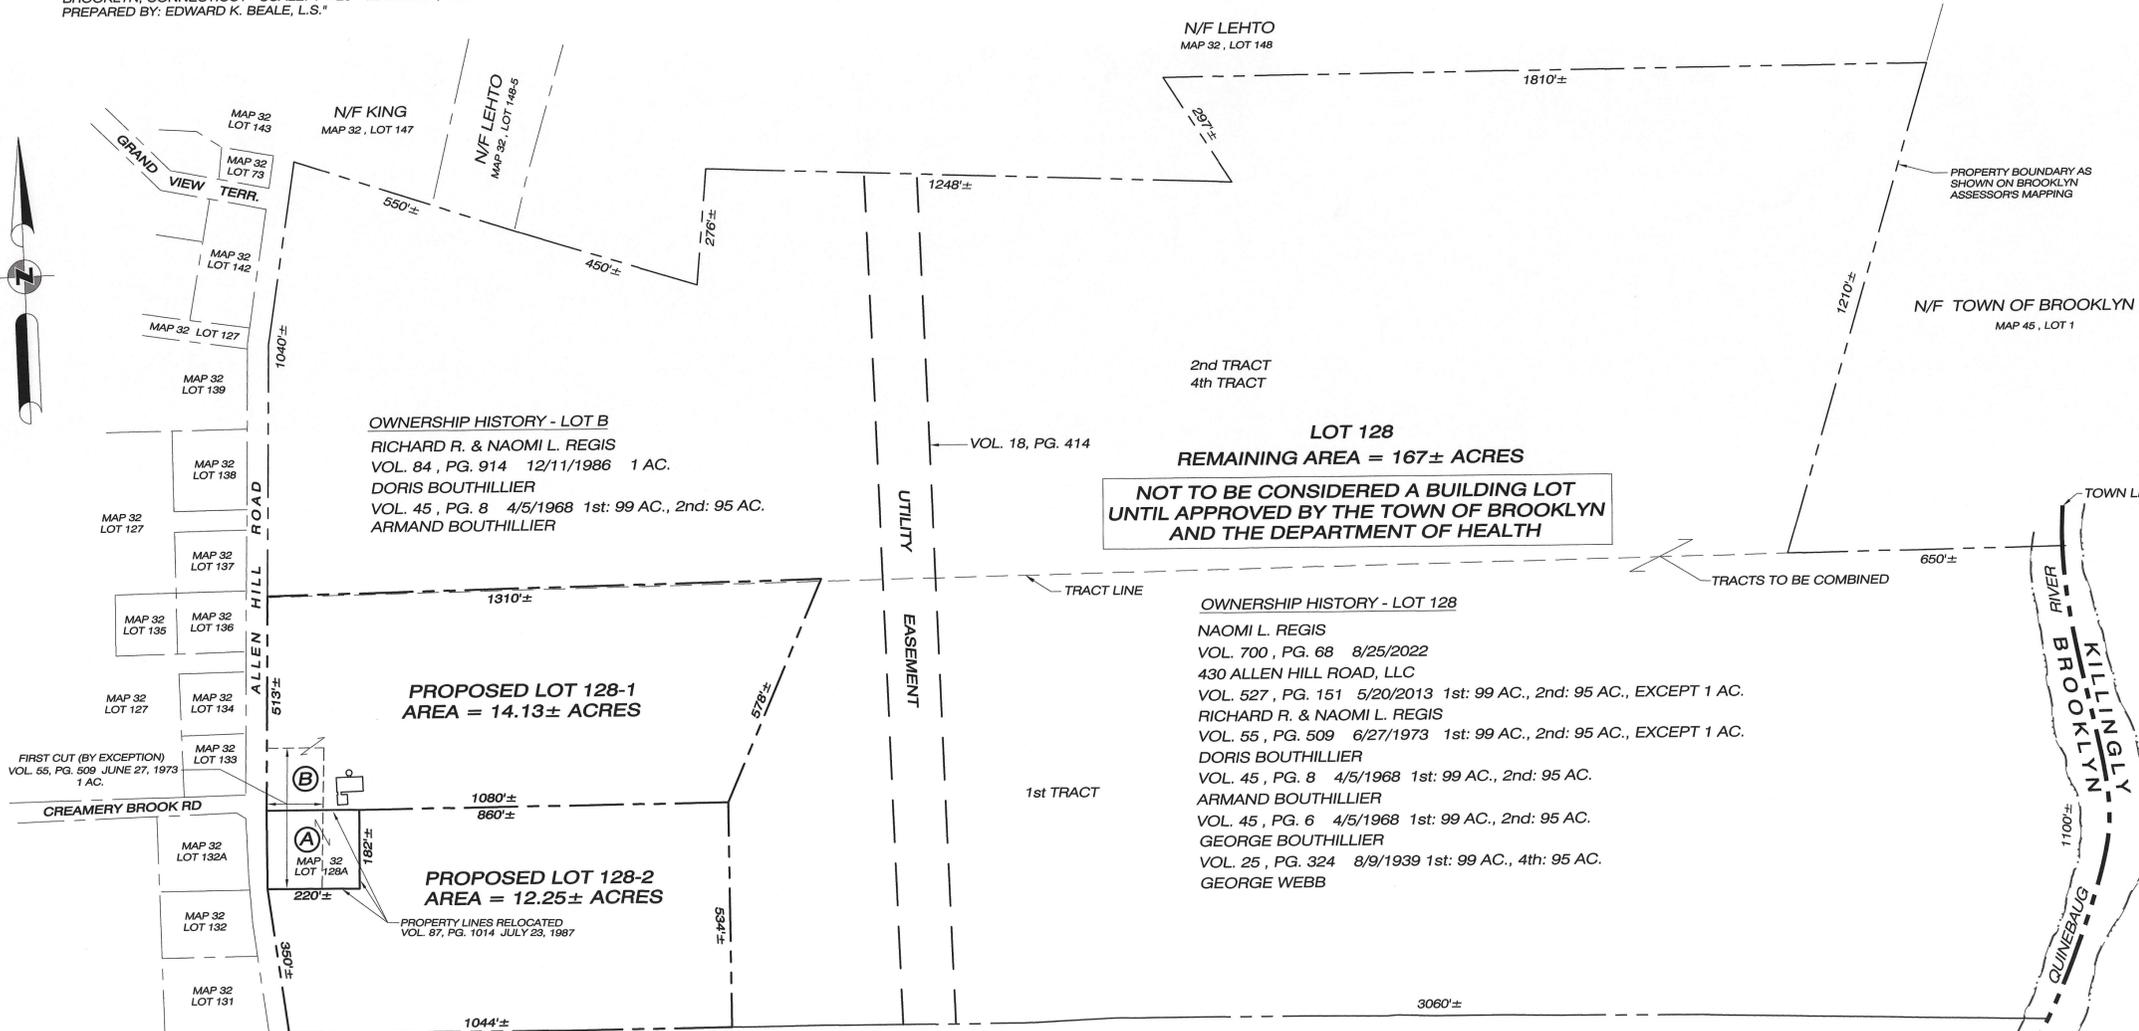 PREPARED BY: EDWARD K. BEALE, L.S."
N/F LEHTO
MAP 32 , LOT 148
1810'±
297'±
N/F KING
MAP 32 , LOT 147
N/F LEHTO
MAP 32 , LOT 148-5
MAP 32
LOT 143
MAP 32
LOT 73
GRAND VIEW TERR.
550'±
450'±
276'±
1248'±
PROPERTY BOUNDARY AS
SHOWN ON BROOKLYN
ASSESSOR'S MAPPING
MAP 32
LOT 142
Z
MAP 32 LOT 127
1040'±
1210'±
N/F TOWN OF BROOKLYN
MAP 45 , LOT 1
MAP 32
LOT 139
2nd TRACT
4th TRACT
OWNERSHIP HISTORY - LOT B
RICHARD R. & NAOMI L. REGIS
VOL. 84 , PG. 914 12/11/1986 1 AC.
DORIS BOUTHILLIER
VOL. 45 , PG. 8 4/5/1968 1st: 99 AC., 2nd: 95 AC.
ARMAND BOUTHILLIER
VOL. 18, PG. 414
LOT 128
REMAINING AREA = 167± ACRES
NOT TO BE CONSIDERED A BUILDING LOT
UNTIL APPROVED BY THE TOWN OF BROOKLYN
AND THE DEPARTMENT OF HEALTH
MAP 32
LOT 138
MAP 32
LOT 127
MAP 32
LOT 137
ALLEN HILL ROAD
UTILITY EASEMENT
TOWN
650'±
TRACTS TO BE COMBINED
TRACT LINE
1310'±
MAP 32
LOT 135
MAP 32
LOT 136
OWNERSHIP HISTORY - LOT 128
NAOMI L. REGIS
VOL. 700 , PG. 68 8/25/2022
430 ALLEN HILL ROAD, LLC
VOL. 527 , PG. 151 5/20/2013 1st: 99 AC., 2nd: 95 AC., EXCEPT 1 AC.
RICHARD R. & NAOMI L. REGIS
VOL. 55 , PG. 509 6/27/1973 1st: 99 AC., 2nd: 95 AC., EXCEPT 1 AC.
DORIS BOUTHILLIER
VOL. 45 , PG. 8 4/5/1968 1st: 99 AC., 2nd: 95 AC.
ARMAND BOUTHILLIER
VOL. 45 , PG. 6 4/5/1968 1st: 99 AC., 2nd: 95 AC.
GEORGE BOUTHILLIER
VOL. 25 , PG. 324 8/9/1939 1st: 99 AC., 4th: 95 AC.
GEORGE WEBB
MAP 32
LOT 127
MAP 32
LOT 134
513'±
PROPOSED LOT 128-1
AREA = 14.13± ACRES
578'±
MAP 32
LOT 133
FIRST CUT (BY EXCEPTION)
VOL. 55, PG. 509 JUNE 27, 1973
1 AC.
B
1st TRACT
CREAMERY BROOK RD
1080'±
860'±
A
MAP 32
LOT 128A
182'±
220'±
MAP 32
LOT 132A
PROPOSED LOT 128-2
AREA = 12.25± ACRES
PROPERTY LINES RELOCATED
VOL. 87, PG. 1014 JULY 23, 1987
MAP 32
LOT 132
350'±
534'±
MAP 32
LOT 131
1044'±
3060'±
QUINEBAUG RIVER
BROOKLYN
KILLINGLY
1100'±